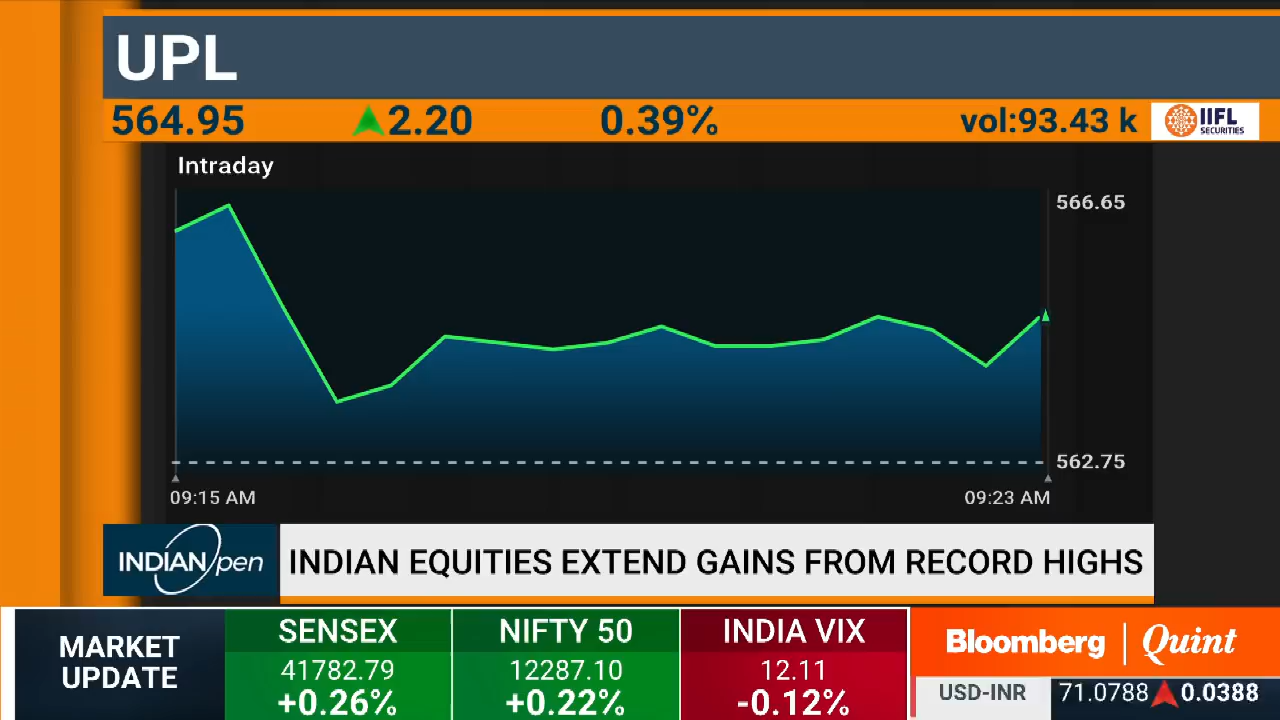 UPL
564.95 ▲2.20 0.39% vol:93.43 k IIFL SECURITIES
Intraday
566.65
562.75
09:15 AM 09:23 AM
INDIAN Open INDIAN EQUITIES EXTEND GAINS FROM RECORD HIGHS
MARKET UPDATE
SENSEX
41782.79
+0.26%
NIFTY 50
12287.10
+0.22%
INDIA VIX
12.11
-0.12%
Bloomberg | Quint
USD-INR 71.0788 ▲ 0.0388